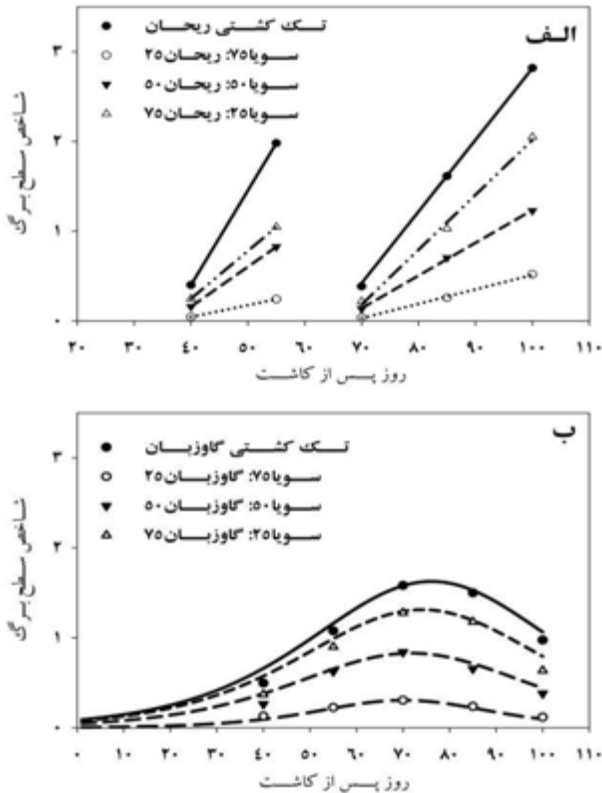 الف
تک کشتی ریحان
سویا۷۵: ریحان۲۵
سویا۵۰: ریحان۵۰
سویا۲۵: ریحان۷۵
شاخص سطح برگ
۳
۲
۱
۰
۲۰ ۳۰ ۴۰ ۵۰ ۶۰ ۷۰ ۸۰ ۹۰ ۱۰۰ ۱۱۰
روز پس از کاشت
ب
تک کشتی گاوزبان
سویا۷۵: گاوزبان۲۵
سویا۵۰: گاوزبان۵۰
سویا۲۵: گاوزبان۷۵
شاخص سطح برگ
۳
۲
۱
۰
۰ ۱۰ ۲۰ ۳۰ ۴۰ ۵۰ ۶۰ ۷۰ ۸۰ ۹۰ ۱۰۰ ۱۱۰
روز پس از کاشت